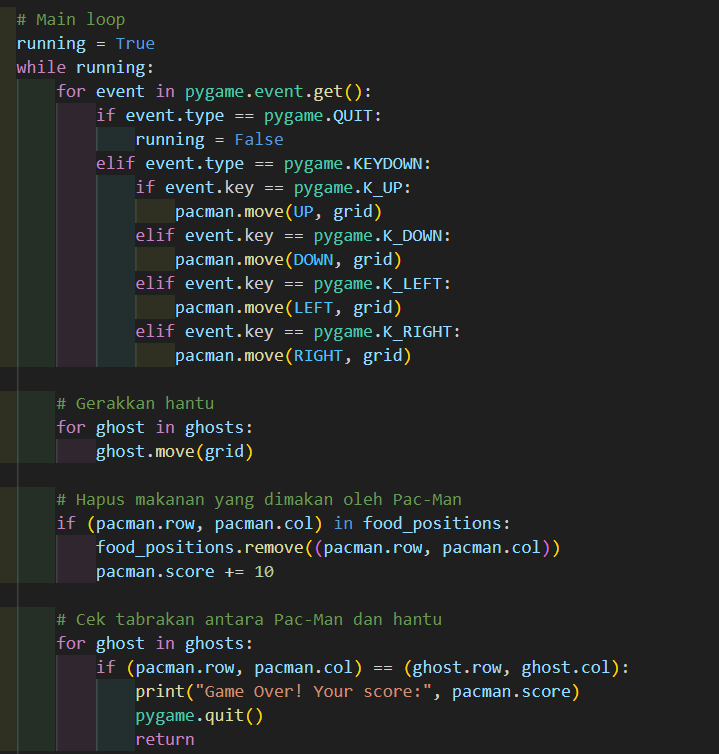 # Main loop
running = True
while running:
    for event in pygame.event.get():
        if event.type == pygame.QUIT:
            running = False
        elif event.type == pygame.KEYDOWN:
            if event.key == pygame.K_UP:
                pacman.move(UP, grid)
            elif event.key == pygame.K_DOWN:
                pacman.move(DOWN, grid)
            elif event.key == pygame.K_LEFT:
                pacman.move(LEFT, grid)
            elif event.key == pygame.K_RIGHT:
                pacman.move(RIGHT, grid)

    # Gerakkan hantu
    for ghost in ghosts:
        ghost.move(grid)

    # Hapus makanan yang dimakan oleh Pac-Man
    if (pacman.row, pacman.col) in food_positions:
        food_positions.remove((pacman.row, pacman.col))
        pacman.score += 10

    # Cek tabrakan antara Pac-Man dan hantu
    for ghost in ghosts:
        if (pacman.row, pacman.col) == (ghost.row, ghost.col):
            print("Game Over! Your score:", pacman.score)
            pygame.quit()
            return